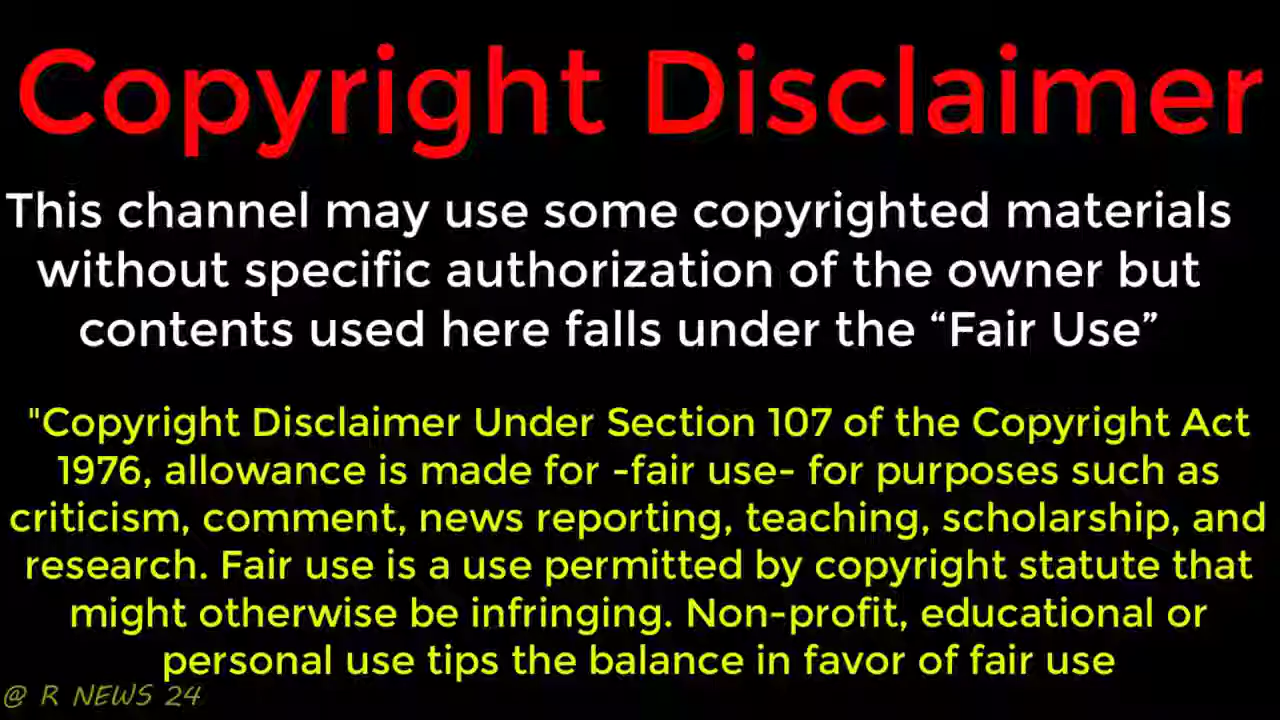 Copyright Disclaimer
This channel may use some copyrighted materials
without specific authorization of the owner but
contents used here falls under the “Fair Use”
"Copyright Disclaimer Under Section 107 of the Copyright Act
1976, allowance is made for -fair use- for purposes such as
criticism, comment, news reporting, teaching, scholarship, and
research. Fair use is a use permitted by copyright statute that
might otherwise be infringing. Non-profit, educational or
personal use tips the balance in favor of fair use
@ R NEWS 24